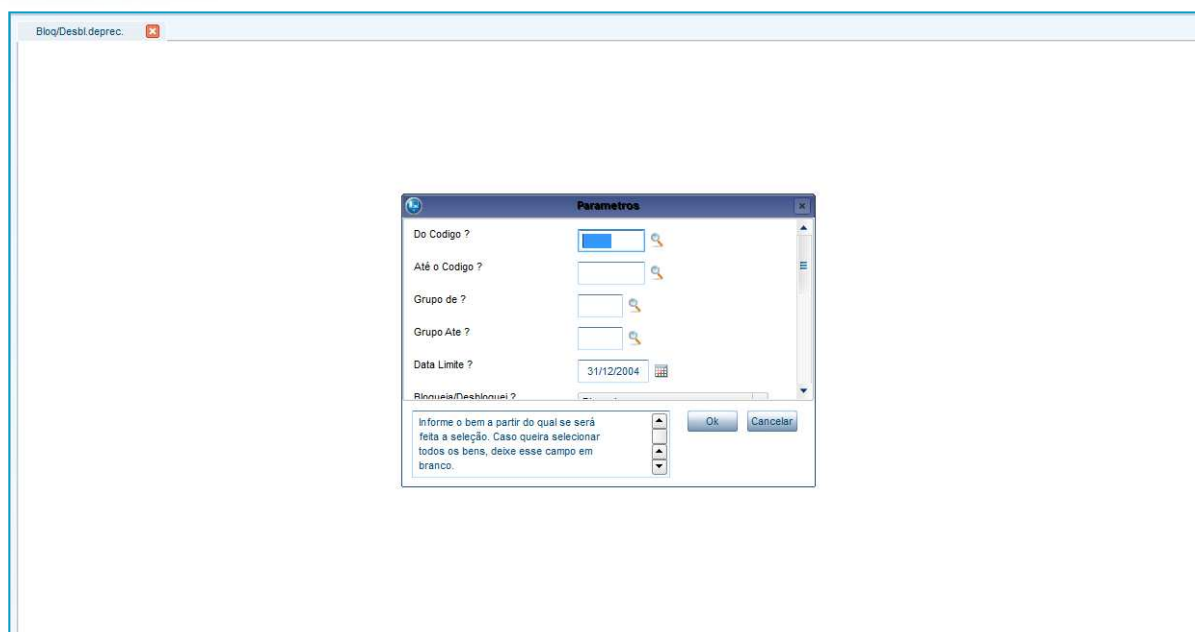 Bloq/Desbl.deprec.
Parametros
Do Codigo ?
Até o Codigo ?
Grupo de ?
Grupo Ate ?
Data Limite ? 31/12/2004
Bloqueia/Desbloquei ?
Informe o bem a partir do qual se será
feita a seleção. Caso queira selecionar
todos os bens, deixe esse campo em
branco.
Ok Cancelar